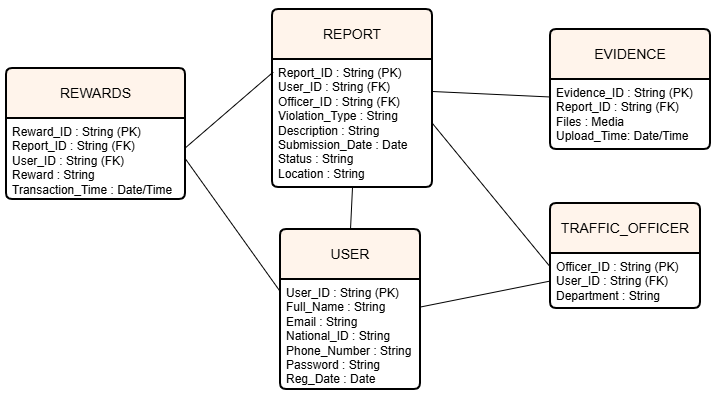 REWARDS
Reward_ID : String (PK)
Report_ID : String (FK)
User_ID : String (FK)
Reward : String
Transaction_Time : Date/Time
REPORT
Report_ID : String (PK)
User_ID : String (FK)
Officer_ID : String (FK)
Violation_Type : String
Description : String
Submission_Date : Date
Status : String
Location : String
EVIDENCE
Evidence_ID : String (PK)
Report_ID : String (FK)
Files : Media
Upload_Time: Date/Time
USER
User_ID : String (PK)
Full_Name : String
Email : String
National_ID : String
Phone_Number : String
Password : String
Reg_Date : Date
TRAFFIC_OFFICER
Officer_ID : String (PK)
User_ID : String (FK)
Department : String